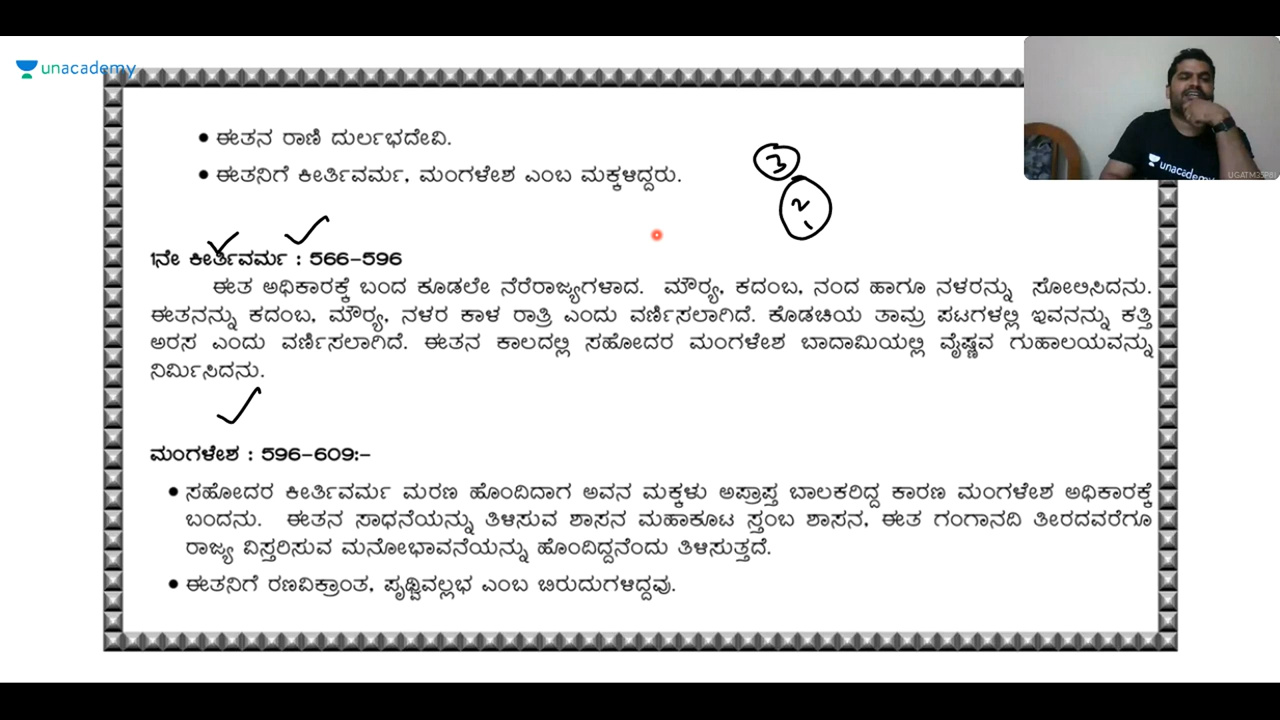 unacademy
ಈತನ ರಾಣಿ ದುರ್ಲಭದೇವಿ.
ಈತನಿಗೆ ಕೀರ್ತಿವರ್ಮ, ಮಂಗಳೇಶ ಎಂಬ ಮಕ್ಕಳಿದ್ದರು.
3
2
1
1ನೇ ಕೀರ್ತಿವರ್ಮ : 566-596
ಈತ ಅಧಿಕಾರಕ್ಕೆ ಬಂದ ಕೂಡಲೇ ನೆರೆರಾಜ್ಯಗಳಾದ. ಮೌರ್‍ಯ, ಕದಂಬ, ನಂದ ಹಾಗೂ ನಳರನ್ನು ಸೋಲಿಸಿದನು.
ಈತನನ್ನು ಕದಂಬ, ಮೌರ್‍ಯ, ನಳರ ಕಾಳ ರಾತ್ರಿ ಎಂದು ವರ್ಣಿಸಲಾಗಿದೆ. ಕೊಡಚಿಯ ತಾಮ್ರ ಪಟಗಳಲ್ಲಿ ಇವನನ್ನು ಕತ್ತಿ
ಅರಸ ಎಂದು ವರ್ಣಿಸಲಾಗಿದೆ. ಈತನ ಕಾಲದಲ್ಲಿ ಸಹೋದರ ಮಂಗಳೇಶ ಬಾದಾಮಿಯಲ್ಲಿ ವೈಷ್ಣವ ಗುಹಾಲಯವನ್ನು
ನಿರ್ಮಿಸಿದನು.
ಮಂಗಳೇಶ : 596-609:-
ಸಹೋದರ ಕೀರ್ತಿವರ್ಮ ಮರಣ ಹೊಂದಿದಾಗ ಅವನ ಮಕ್ಕಳು ಅಪ್ರಾಪ್ತ ಬಾಲಕರಿದ್ದ ಕಾರಣ ಮಂಗಳೇಶ ಅಧಿಕಾರಕ್ಕೆ
ಬಂದನು. ಈತನ ಸಾಧನೆಯನ್ನು ತಿಳಿಸುವ ಶಾಸನ ಮಹಾಕೂಟ ಸ್ತಂಬ ಶಾಸನ, ಈತ ಗಂಗಾನದಿ ತೀರದವರೆಗೂ
ರಾಜ್ಯ ವಿಸ್ತರಿಸುವ ಮನೋಭಾವನೆಯನ್ನು ಹೊಂದಿದ್ದನೆಂದು ತಿಳಿಸುತ್ತದೆ.
ಈತನಿಗೆ ರಣವಿಕ್ರಾಂತ, ಪೃಥ್ವಿವಲ್ಲಭ ಎಂಬ ಬಿರುದುಗಳಿದ್ದವು.
unacademy